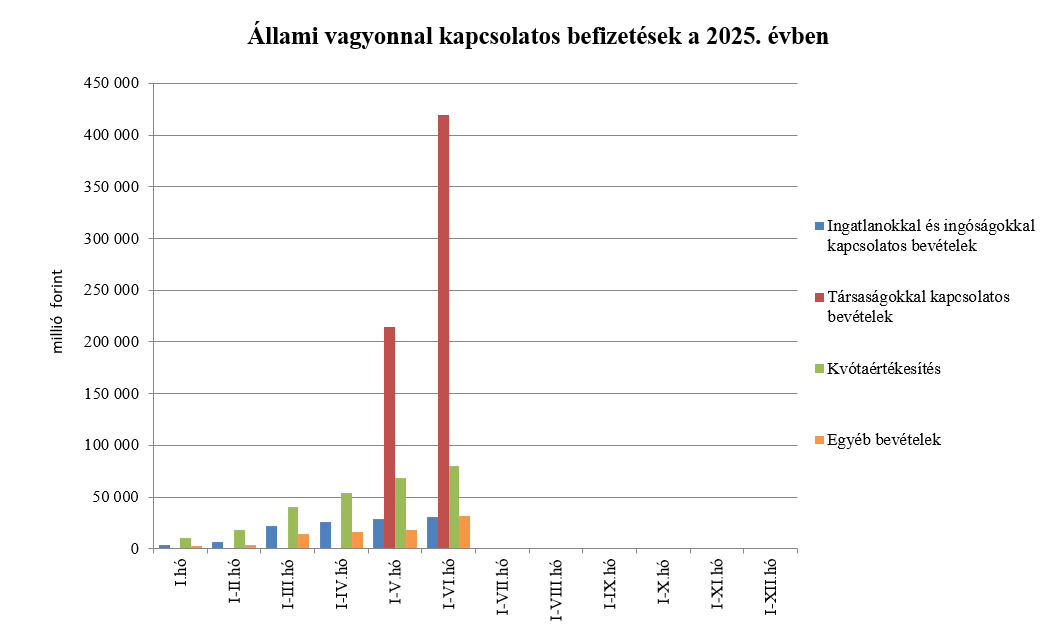 Állami vagyonnal kapcsolatos befizetések a 2025. évben
450 000
400 000
350 000
300 000
250 000
200 000
150 000
100 000
50 000
0
millió forint
I.hó
I-II.hó
I-III.hó
I-IV.hó
I-V.hó
I-VI.hó
I-VII.hó
I-VIII.hó
I-IX.hó
I-X.hó
I-XI.hó
I-XII.hó
Ingatlanokkal és ingóságokkal
kapcsolatos bevételek
Társaságokkal kapcsolatos
bevételek
Kvótaértékesítés
Egyéb bevételek